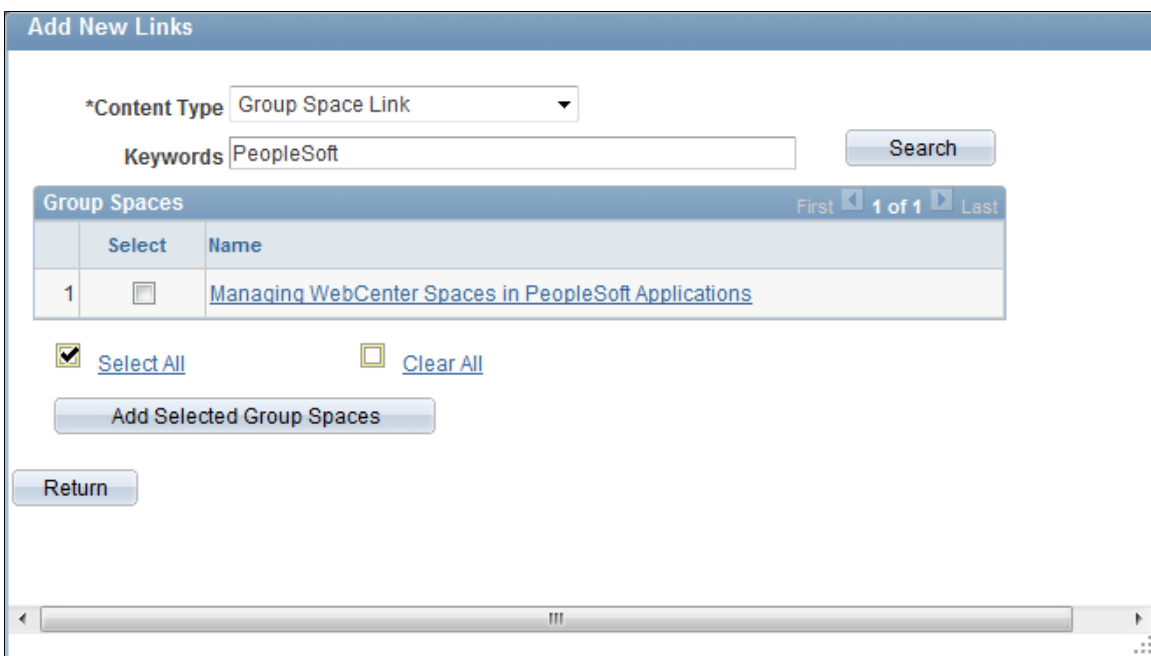 Add New Links
*Content Type Group Space Link
Keywords PeopleSoft Search
Group Spaces First 1 of 1 Last
Select Name
1 Managing WebCenter Spaces in PeopleSoft Applications
Select All Clear All
Add Selected Group Spaces
Return